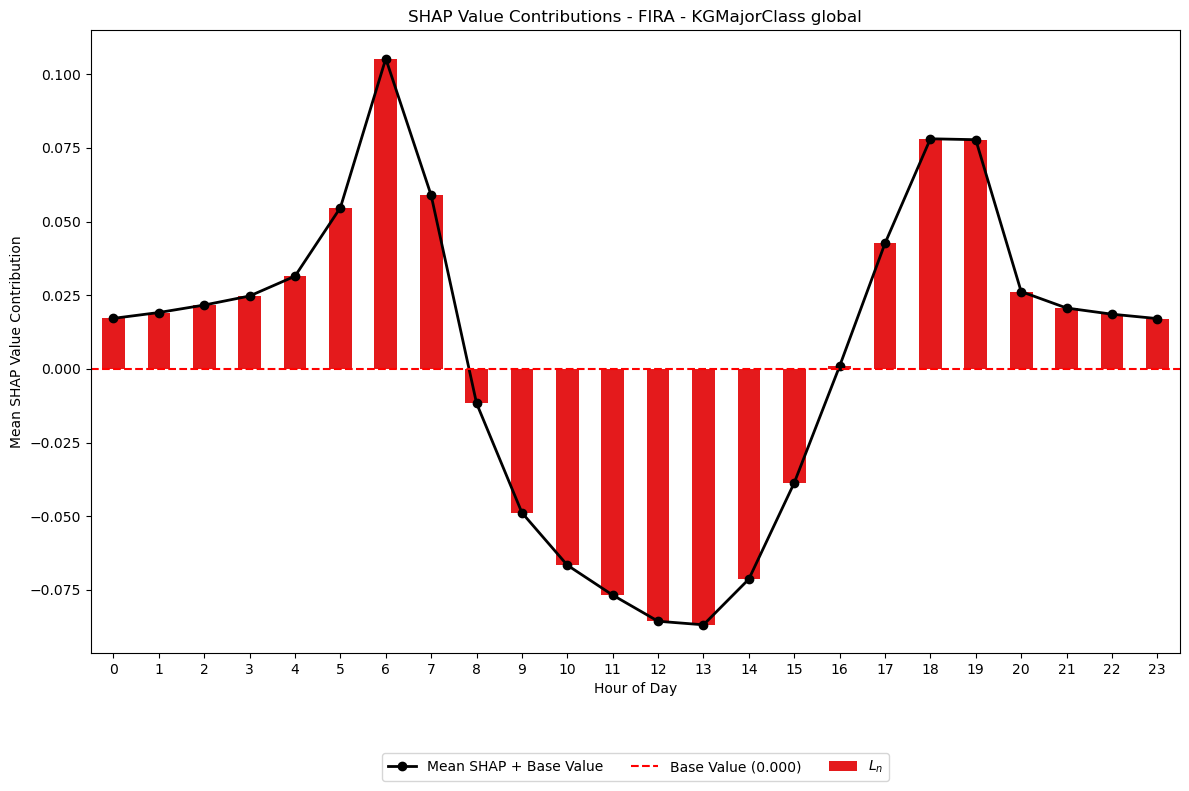 SHAP Value Contributions - FIRA - KGMajorClass global
Mean SHAP Value Contribution
0.100
0.075
0.050
0.025
0.000
−0.025
−0.050
−0.075
0 1 2 3 4 5 6 7 8 9 10 11 12 13 14 15 16 17 18 19 20 21 22 23
Hour of Day
Mean SHAP + Base Value Base Value (0.000) Ln